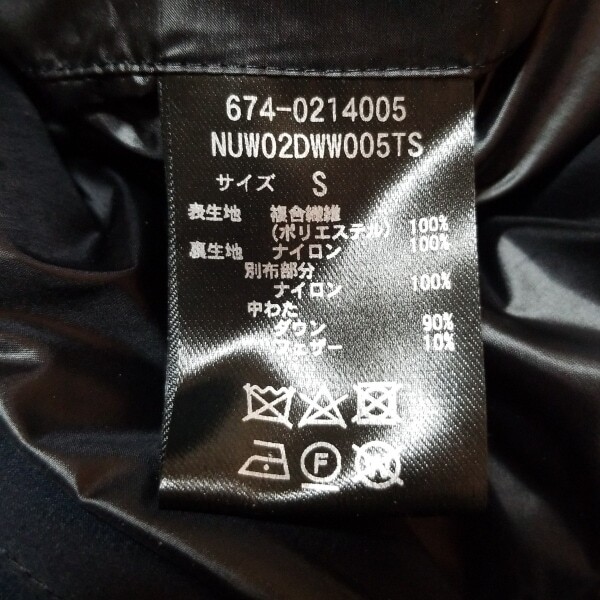 674-0214005
NUW02DWW005TS
サイズ S
表生地 複合繊維
(ポリエステル) 100%
裏生地 ナイロン 100%
別布部分
ナイロン 100%
中わた
ダウン 90%
フェザー 10%
F
W